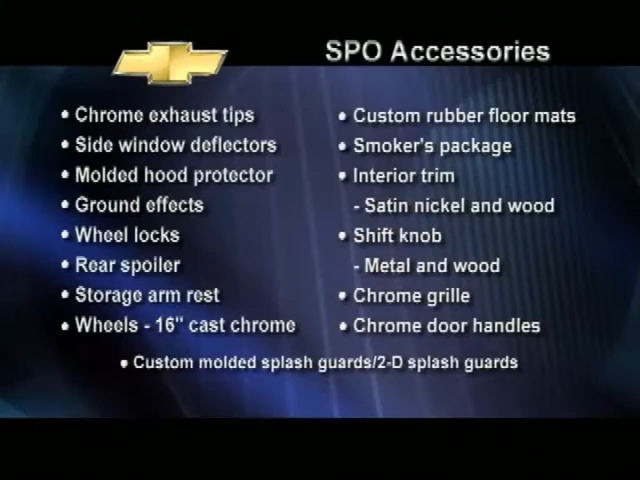 SPO Accessories
• Chrome exhaust tips
• Side window deflectors
• Molded hood protector
• Ground effects
• Wheel locks
• Rear spoiler
• Storage arm rest
• Wheels - 16" cast chrome
• Custom rubber floor mats
• Smoker's package
• Interior trim
- Satin nickel and wood
• Shift knob
- Metal and wood
• Chrome grille
• Chrome door handles
• Custom molded splash guards/2-D splash guards